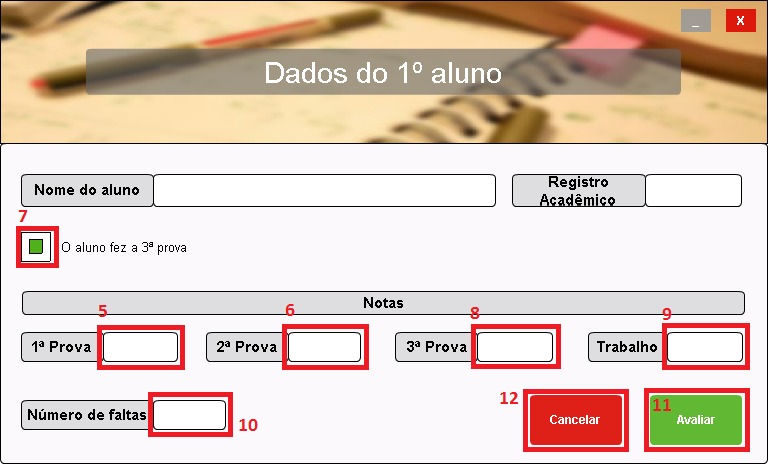 _ X
Dados do 1º aluno
Nome do aluno
Registro
Acadêmico
7
O aluno fez a 3ª prova
Notas
5 6 8 9
1ª Prova 2ª Prova 3ª Prova Trabalho
Número de faltas 10
12 Cancelar 11 Avaliar